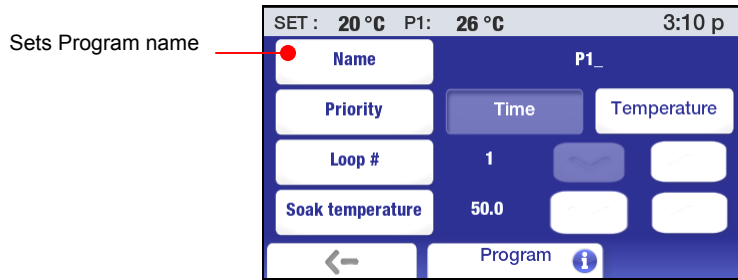 SET : 20 °C P1: 26 °C 3:10 p
Sets Program name
Name P1_
Priority Time Temperature
Loop # 1
Soak temperature 50.0
Program i